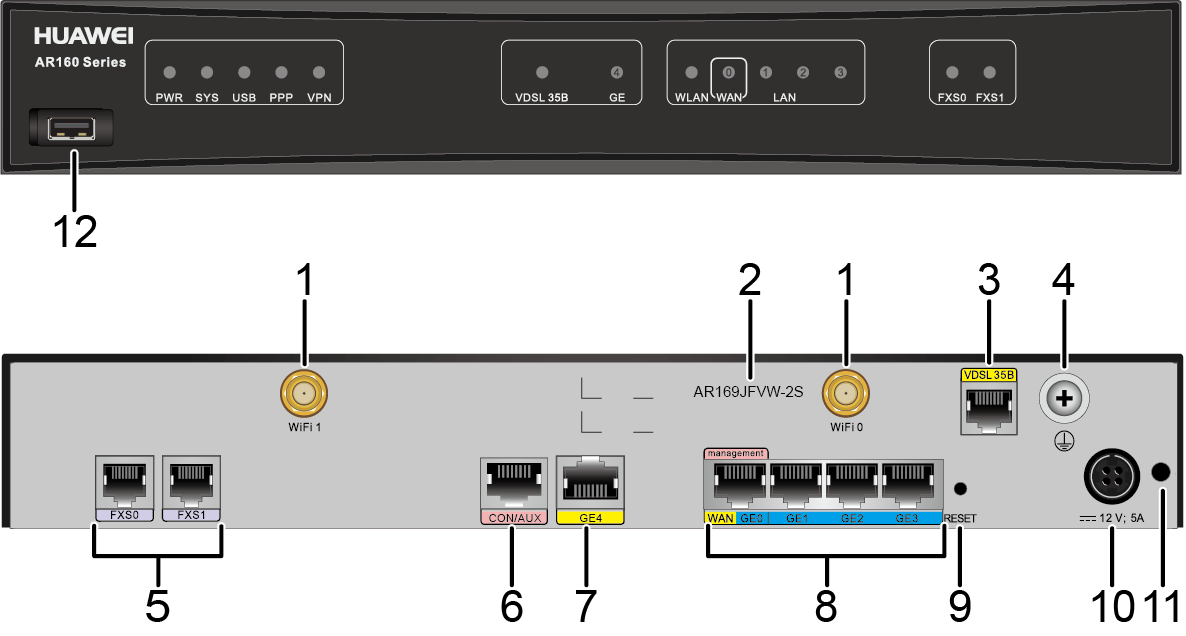 HUAWEI
AR160 Series
PWR SYS USB PPP VPN
VDSL 35B 4 GE
WLAN 0 WAN 1 2 3 LAN
FXS0 FXS1
12
1 2 1 3 4
VDSL 35B
AR169JFVW-2S
WiFi 1 WiFi 0
management
FXS0 FXS1 CON/AUX GE4 WAN GE0 GE1 GE2 GE3 RESET 12 V; 5A
5 6 7 8 9 10 11